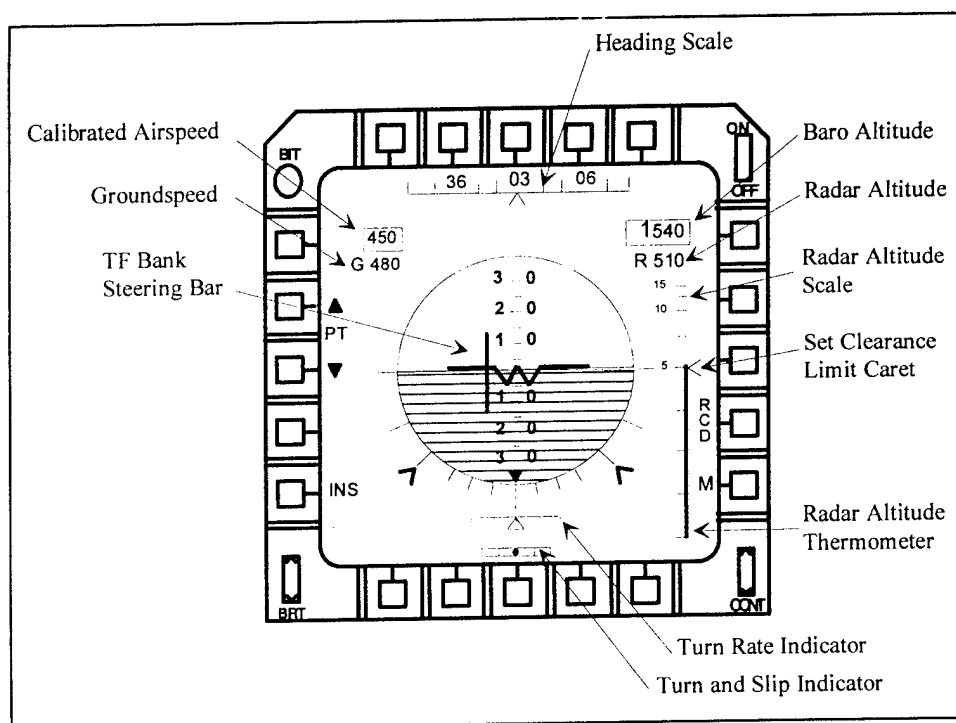 Heading Scale
Calibrated Airspeed
Groundspeed
TF Bank
Steering Bar
Baro Altitude
Radar Altitude
Radar Altitude
Scale
Set Clearance
Limit Caret
Radar Altitude
Thermometer
Turn Rate Indicator
Turn and Slip Indicator
BIT
ON
OFF
36 03 06
450
G 480
1540
R 510
15
10
5
3 0
2 0
1 0
1 0
2 0
3 0
PT
INS
RCD
M
BRT
CONT